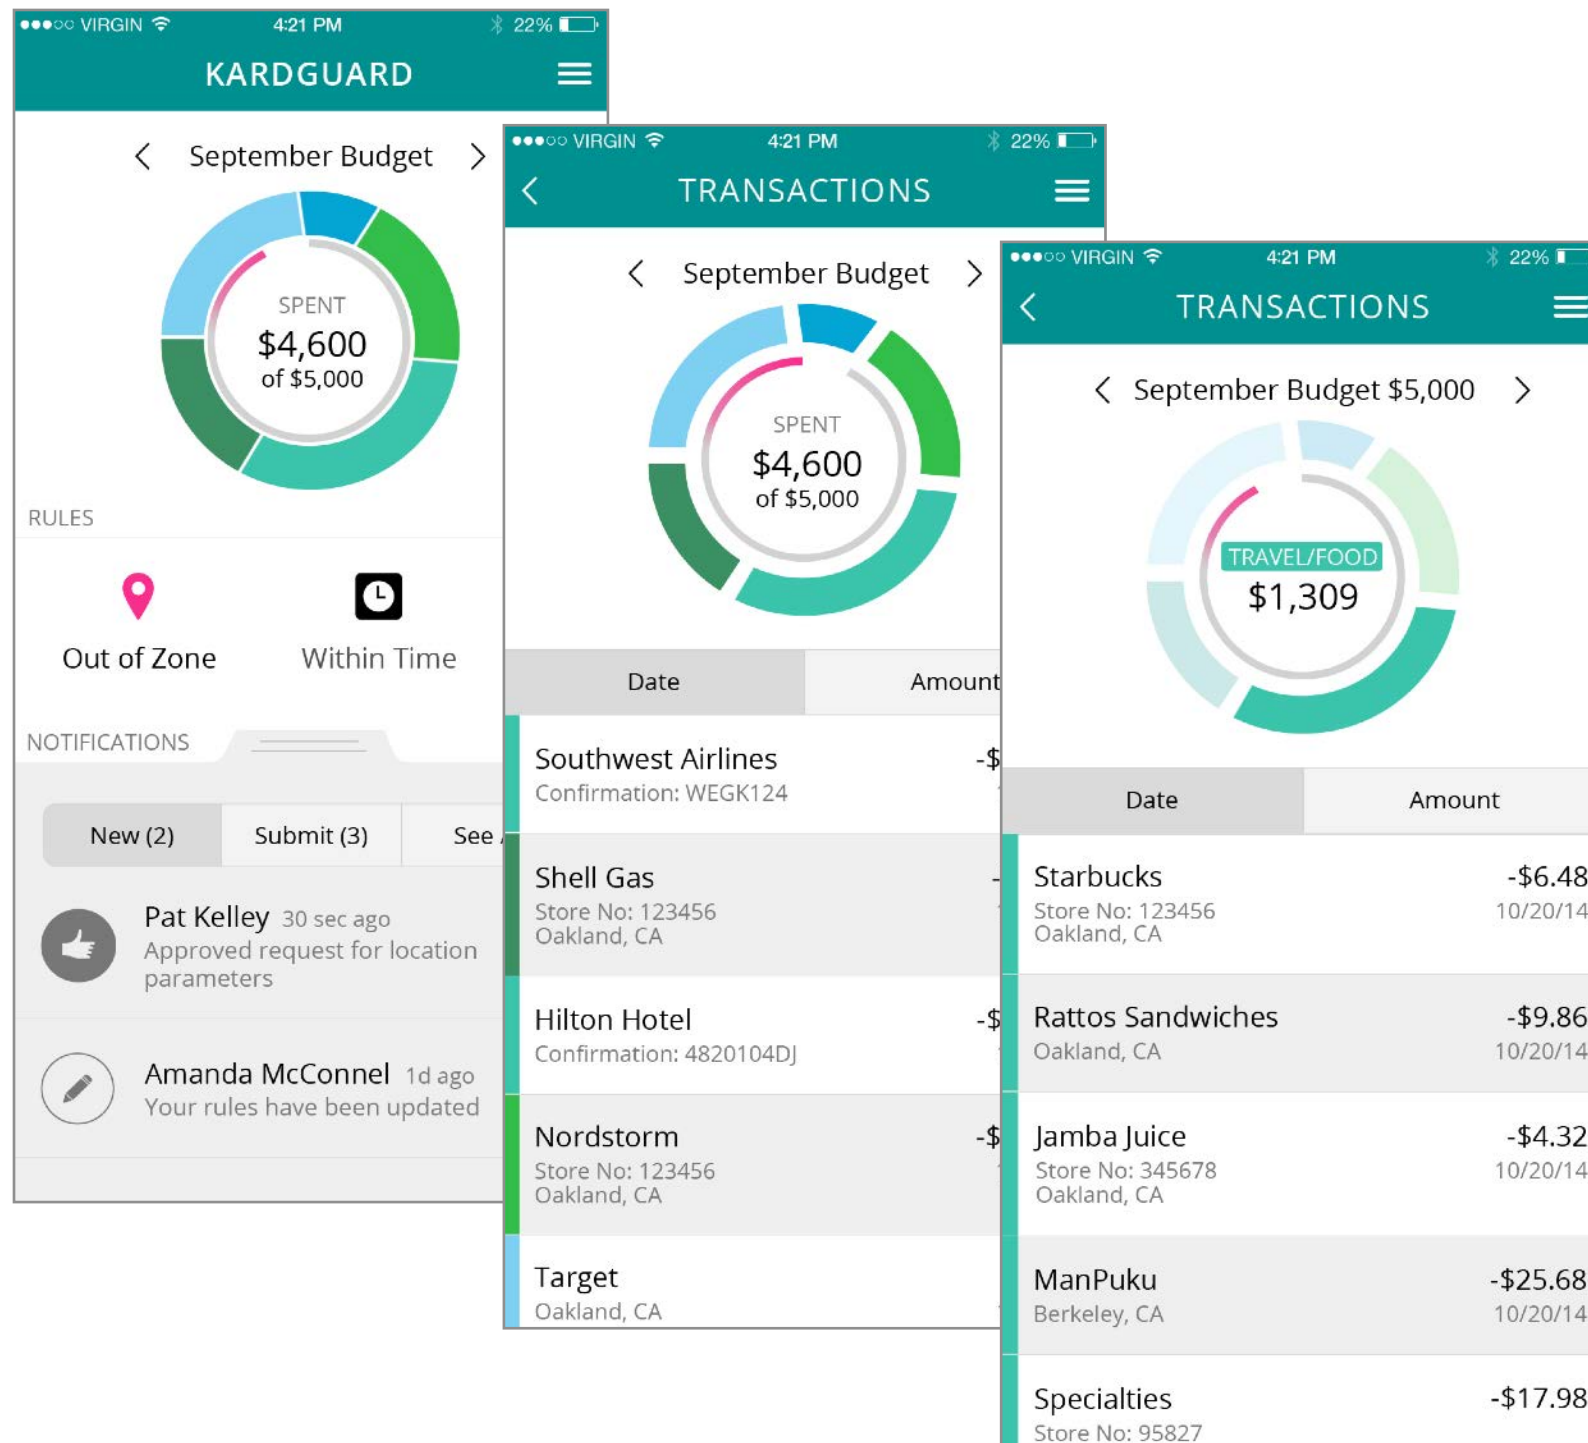 VIRGIN 4:21 PM 22%
KARDGUARD
September Budget
SPENT
$4,600
of $5,000
RULES
Out of Zone Within Time
NOTIFICATIONS
New (2) Submit (3) See
Pat Kelley 30 sec ago
Approved request for location
parameters
Amanda McConnel 1d ago
Your rules have been updated
VIRGIN 4:21 PM 22%
TRANSACTIONS
September Budget
SPENT
$4,600
of $5,000
Date Amount
Southwest Airlines -$
Confirmation: WEGK124
Shell Gas -
Store No: 123456
Oakland, CA
Hilton Hotel -$
Confirmation: 4820104DJ
Nordstorm -$
Store No: 123456
Oakland, CA
Target
Oakland, CA
VIRGIN 4:21 PM 22%
TRANSACTIONS
September Budget $5,000
TRAVEL/FOOD
$1,309
Date Amount
Starbucks -$6.48
Store No: 123456 10/20/14
Oakland, CA
Rattos Sandwiches -$9.86
Oakland, CA 10/20/14
Jamba Juice -$4.32
Store No: 345678 10/20/14
Oakland, CA
ManPuku -$25.68
Berkeley, CA 10/20/14
Specialties -$17.98
Store No: 95827